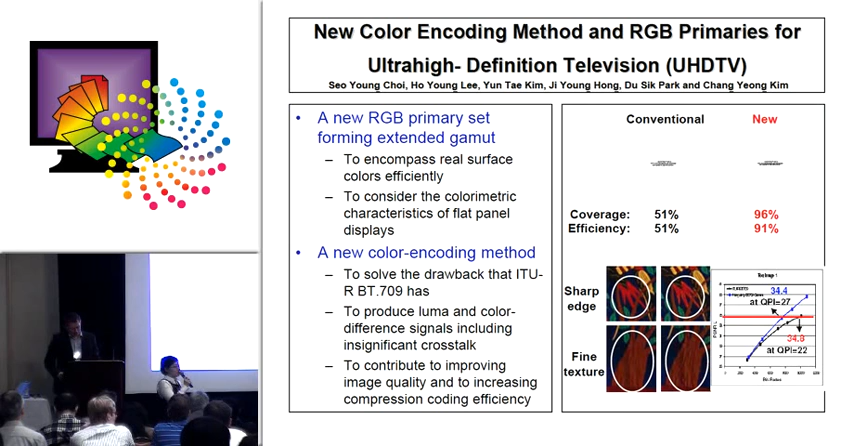 New Color Encoding Method and RGB Primaries for
Ultrahigh- Definition Television (UHDTV)
Seo Young Choi, Ho Young Lee, Yun Tae Kim, Ji Young Hong, Du Sik Park and Chang Yeong Kim
• A new RGB primary set
forming extended gamut
– To encompass real surface
colors efficiently
– To consider the colorimetric
characteristics of flat panel
displays
• A new color-encoding method
– To solve the drawback that ITU-
R BT.709 has
– To produce luma and color-
difference signals including
insignificant crosstalk
– To contribute to improving
image quality and to increasing
compression coding efficiency
Conventional New
Coverage: 51% 96%
Efficiency: 51% 91%
Sharp
edge
Fine
texture
34.4
at QPI=27
34.3
at QPI=22